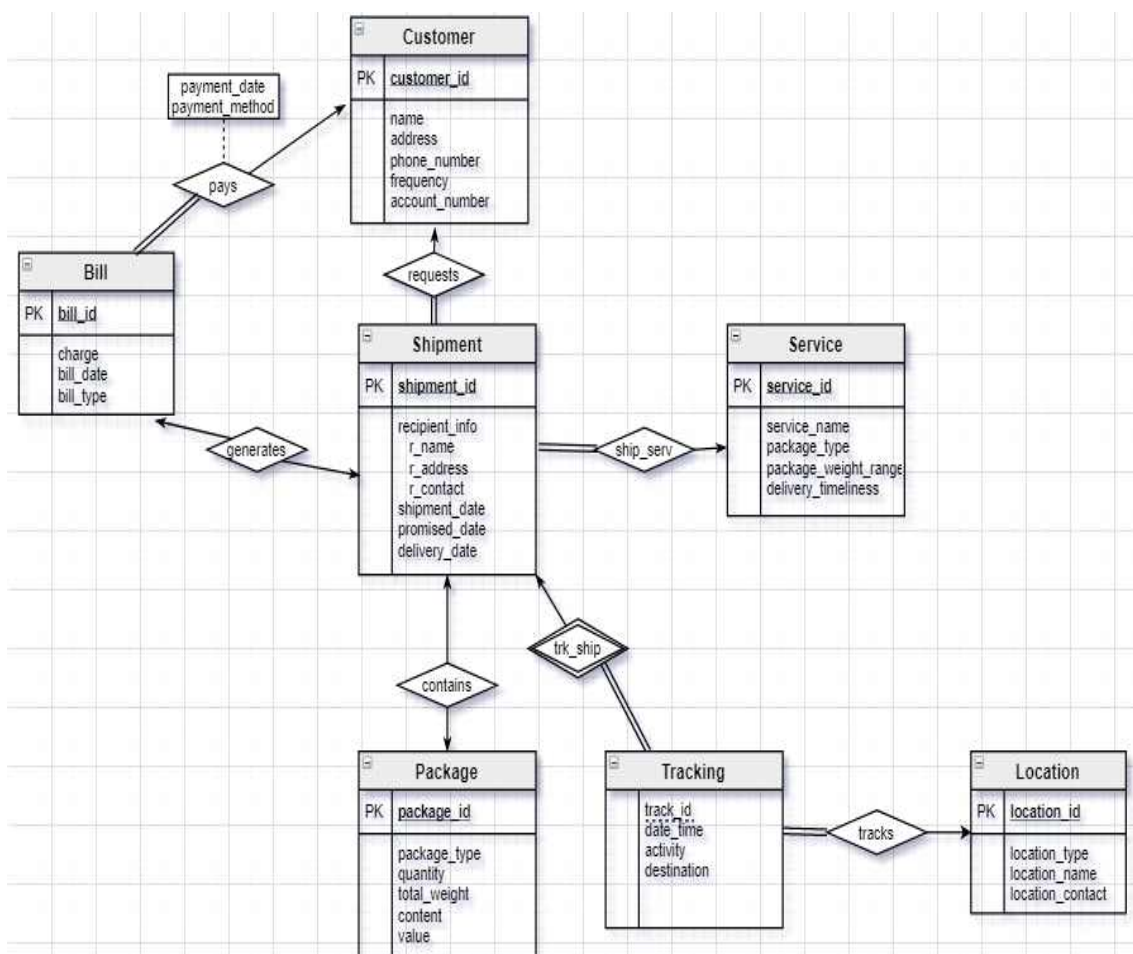 Customer
PK customer_id
name
address
phone_number
frequency
account_number
payment_date
payment_method
pays
requests
Bill
PK bill_id
charge
bill_date
bill_type
Shipment
PK shipment_id
recipient_info
r_name
r_address
r_contact
shipment_date
promised_date
delivery_date
Service
PK service_id
service_name
package_type
package_weight_range
delivery_timeliness
generates
ship_serv
trk_ship
contains
Package
PK package_id
package_type
quantity
total_weight
content
value
Tracking
track_id
date_time
activity
destination
tracks
Location
PK location_id
location_type
location_name
location_contact